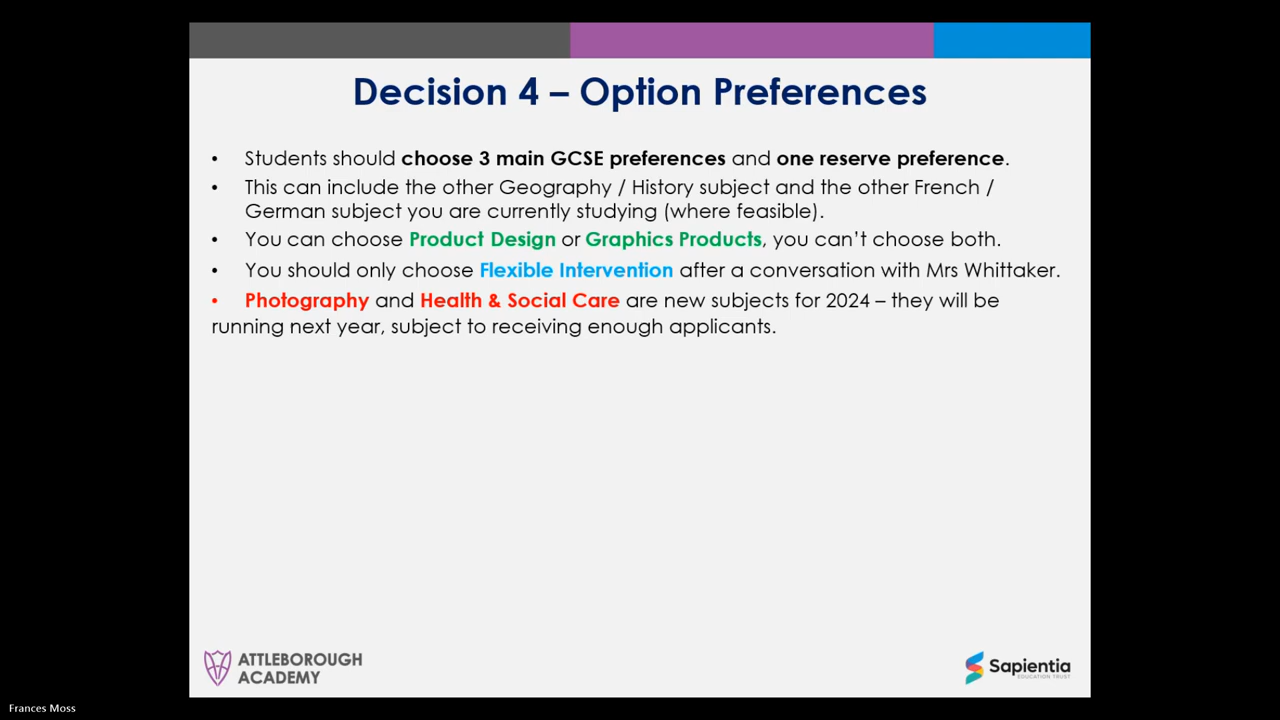 Decision 4 – Option Preferences
• Students should choose 3 main GCSE preferences and one reserve preference.
• This can include the other Geography / History subject and the other French /
German subject you are currently studying (where feasible).
• You can choose Product Design or Graphics Products, you can’t choose both.
• You should only choose Flexible Intervention after a conversation with Mrs Whittaker.
• Photography and Health & Social Care are new subjects for 2024 – they will be
running next year, subject to receiving enough applicants.
ATTLEBOROUGH
ACADEMY
Sapientia
EDUCATION TRUST
Frances Moss